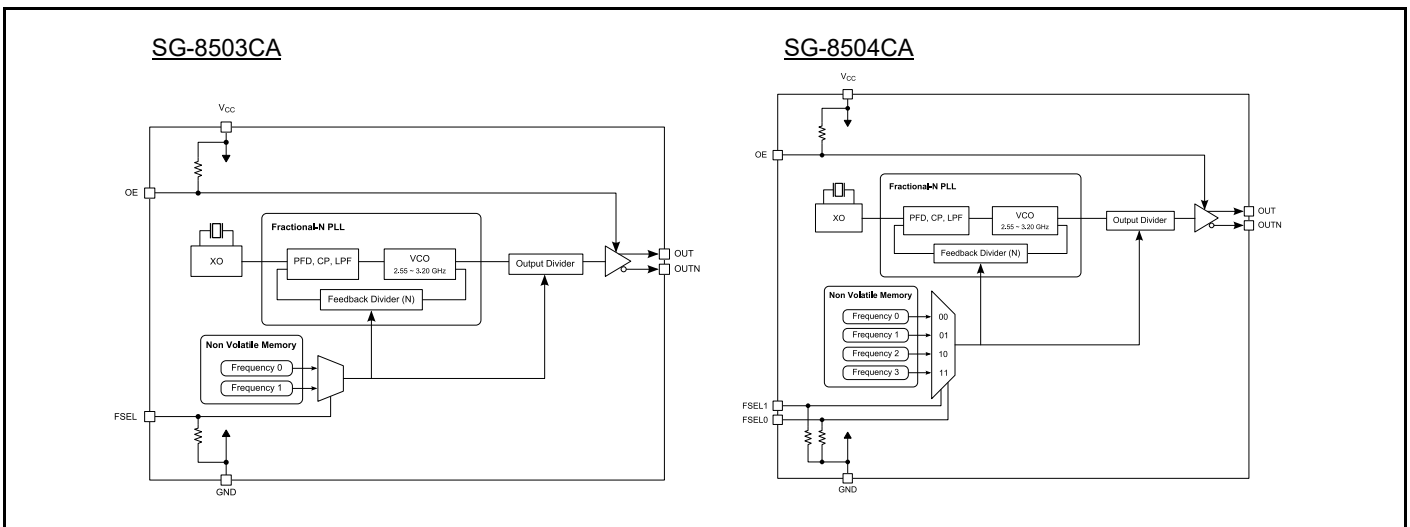 SG-8503CA
VCC
OE
Fractional-N PLL
XO
PFD, CP, LPF
VCO
2.55 ~ 3.20 GHz
Feedback Divider (N)
Output Divider
OUT
OUTN
Non Volatile Memory
Frequency 0
Frequency 1
FSEL
GND
SG-8504CA
VCC
OE
Fractional-N PLL
XO
PFD, CP, LPF
VCO
2.55 ~ 3.20 GHz
Feedback Divider (N)
Output Divider
OUT
OUTN
Non Volatile Memory
Frequency 0
00
Frequency 1
01
Frequency 2
10
Frequency 3
11
FSEL1
FSEL0
GND